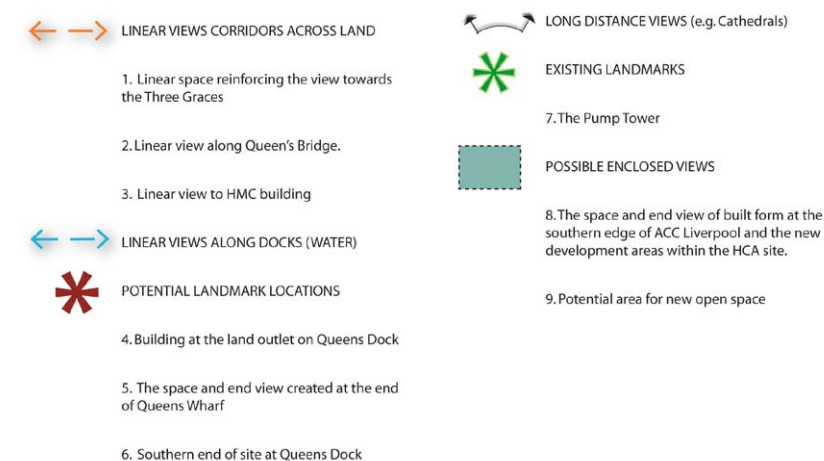 LINEAR VIEWS CORRIDORS ACROSS LAND
1. Linear space reinforcing the view towards
the Three Graces
2.Linear view along Queen's Bridge.
3. Linear view to HMC building
LINEAR VIEWS ALONG DOCKS (WATER)
POTENTIAL LANDMARK LOCATIONS
4.Building at the land outlet on Queens Dock
5. The space and end view created at the end
of Queens Wharf
6. Southern end of site at Queens Dock
LONG DISTANCE VIEWS (e.g. Cathedrals)
EXISTING LANDMARKS
7.The Pump Tower
POSSIBLE ENCLOSED VIEWS
8.The space and end view of built form at the
southern edge of ACC Liverpool and the new
development areas within the HCA site.
9.Potential area for new open space